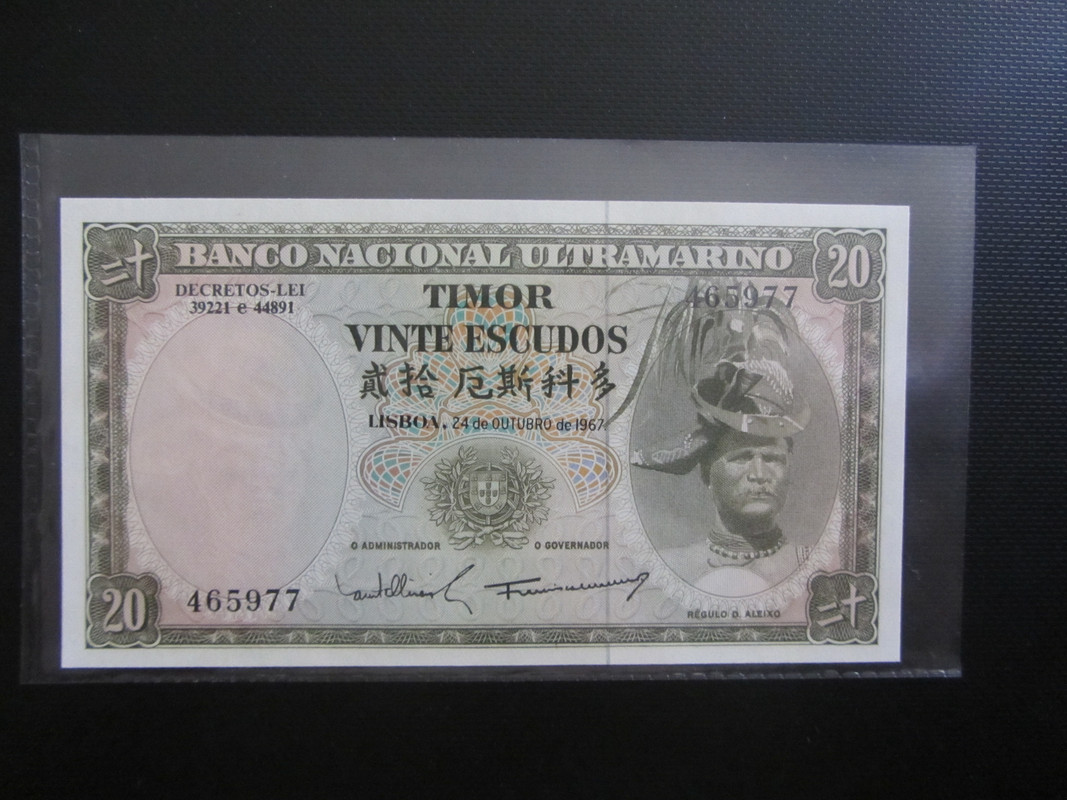 二十
BANCO NACIONAL ULTRAMARINO
20
DECRETOS-LEI
39221 e 44891
TIMOR
465977
VINTE ESCUDOS
貳拾 厄斯科多
LISBOA, 24 de OUTUBRO de 1967
O ADMINISTRADOR
O GOVERNADOR
20
465977
RÉGULO D. ALEIXO
二十